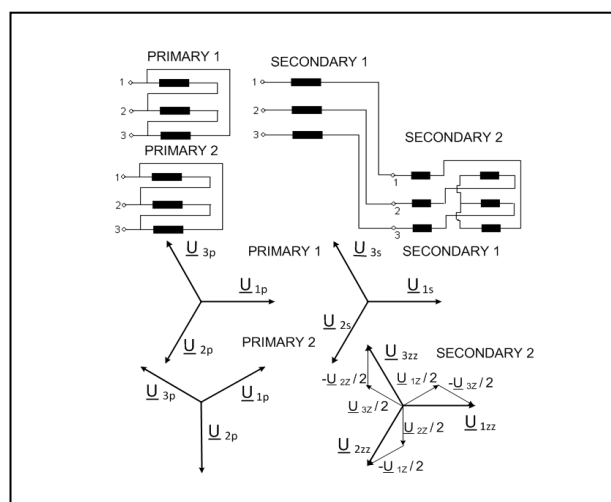 PRIMARY 1
SECONDARY 1
1
2
3
1
2
3
PRIMARY 2
SECONDARY 2
1
2
3
1
2
3
PRIMARY 1
SECONDARY 1
U 3p
U 1p
U 2p
U 3s
U 1s
U 2s
PRIMARY 2
SECONDARY 2
U 3p
U 1p
U 2p
U 3zz
-U 2Z/2
U 1Z/2
-U 3Z/2
U 3Z/2
U 2Z/2
U 1zz
U 2zz
-U 1Z/2